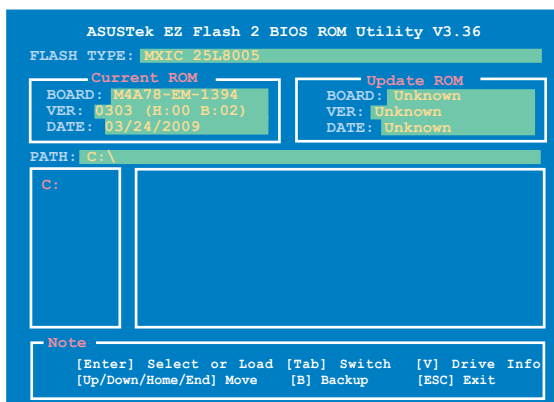 ASUSTek EZ Flash 2 BIOS ROM Utility V3.36
FLASH TYPE: MXIC 25L8005
Current ROM
BOARD: M4A78-EM-1394
VER: 0303 (H:00 B:02)
DATE: 03/24/2009
Update ROM
BOARD: Unknown
VER: Unknown
DATE: Unknown
PATH: C:\
C:
Note
[Enter] Select or Load [Tab] Switch [V] Drive Info
[Up/Down/Home/End] Move [B] Backup [ESC] Exit